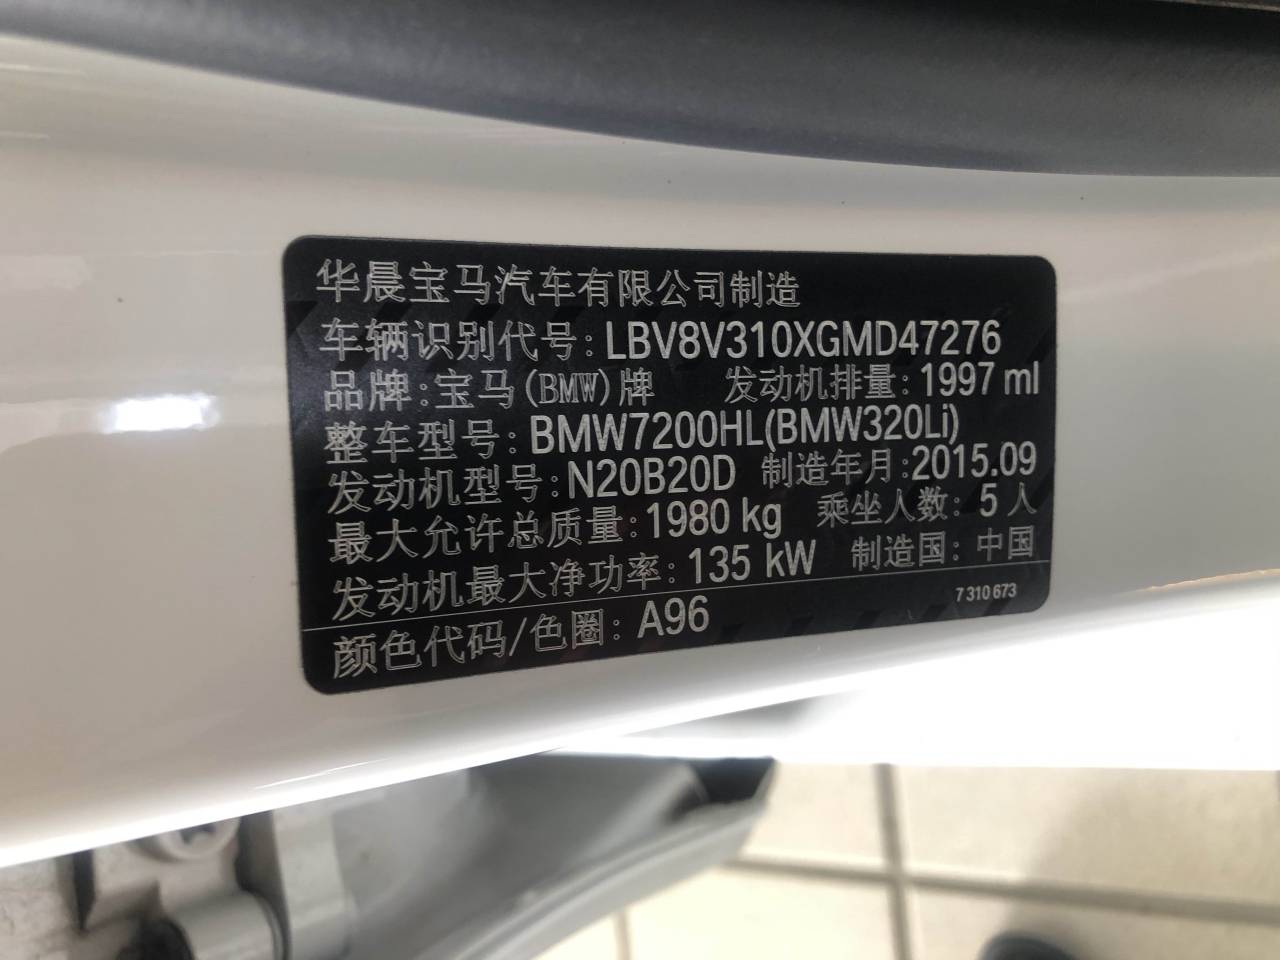 华晨宝马汽车有限公司制造
车辆识别代号: LBV8V310XGMD47276
品牌:宝马(BMW)牌 发动机排量: 1997 ml
整车型号: BMW7200HL(BMW320Li)
发动机型号: N20B20D 制造年月:2015.09
最大允许总质量: 1980 kg 乘坐人数: 5 人
发动机最大净功率: 135 kW 制造国: 中国
7 310 673
颜色代码/色圈: A96